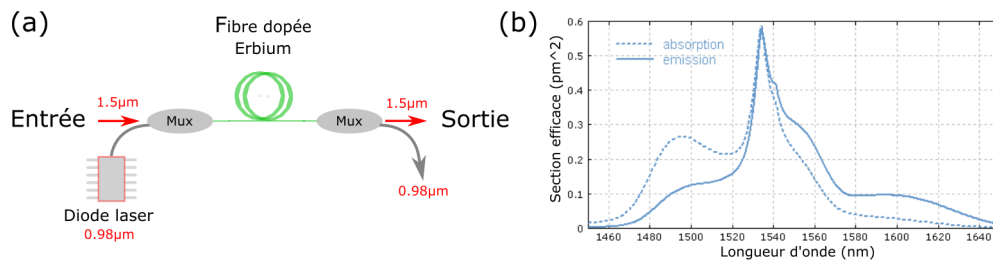 (a)
Fibre dopée
Erbium
1.5µm
1.5µm
Entrée
Mux
Mux
Sortie
0.98µm
Diode laser
0.98µm
(b)
Section efficace (pm^2)
0.6
0.5
0.4
0.3
0.2
0.1
0
absorption
emission
1460 1480 1500 1520 1540 1560 1580 1600 1620 1640
Longueur d'onde (nm)